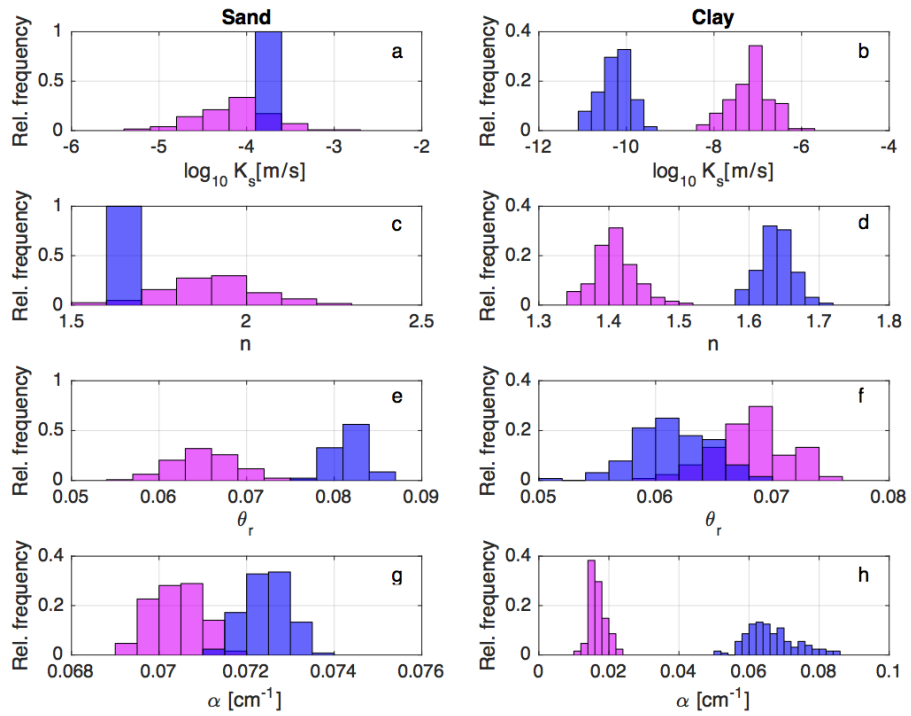 Sand
Clay
Rel. frequency
1
0.5
0
a
-6 -5 -4 -3 -2
log10 Ks[m/s]
Rel. frequency
0.4
0.2
0
b
-12 -10 -8 -6 -4
log10 Ks[m/s]
Rel. frequency
1
0.5
0
c
1.5 2 2.5
n
Rel. frequency
0.4
0.2
0
d
1.3 1.4 1.5 1.6 1.7 1.8
n
Rel. frequency
1
0.5
0
e
0.05 0.06 0.07 0.08 0.09
θr
Rel. frequency
0.4
0.2
0
f
0.05 0.06 0.07 0.08
θr
Rel. frequency
0.4
0.2
0
g
0.068 0.07 0.072 0.074 0.076
α [cm-1]
Rel. frequency
0.4
0.2
0
h
0 0.02 0.04 0.06 0.08 0.1
α [cm-1]